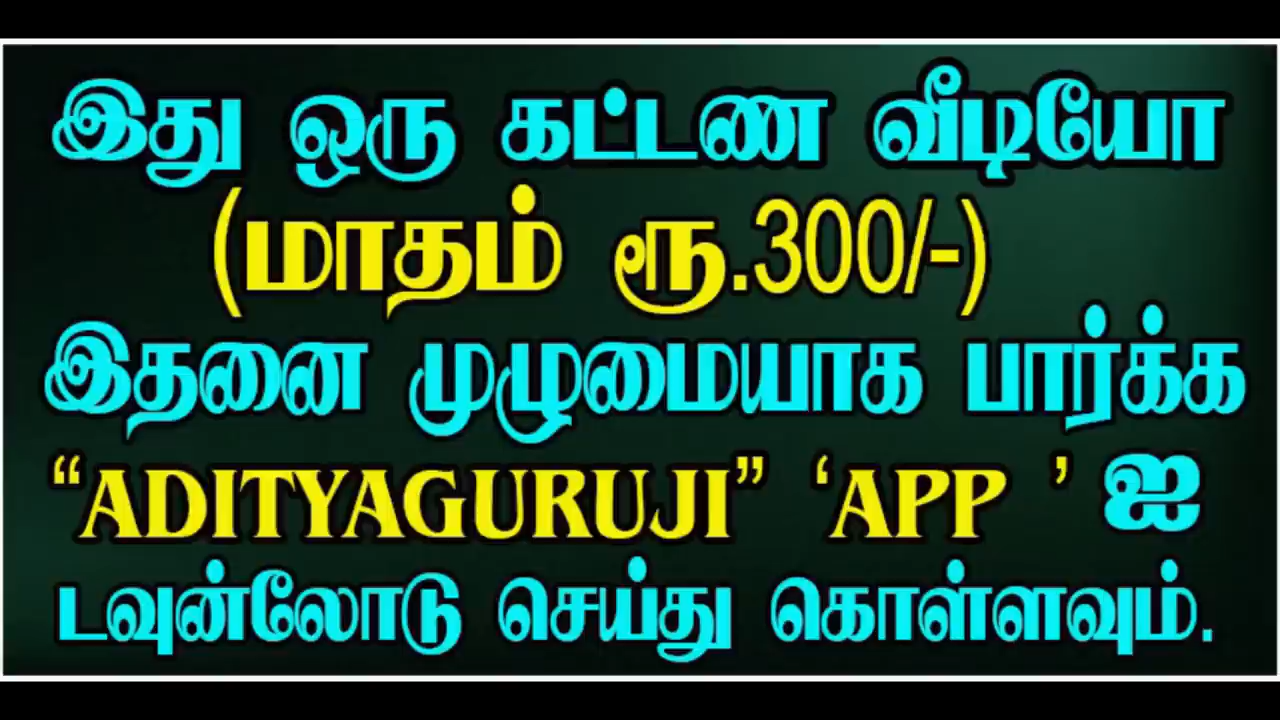 இது ஒரு கட்டண வீடியோ
(மாதம் ரூ.300/-)
இதனை முழுமையாக பார்க்க
“ADITYAGURUJI” ‘APP ’ ஐ
டவுன்லோடு செய்து கொள்ளவும்.